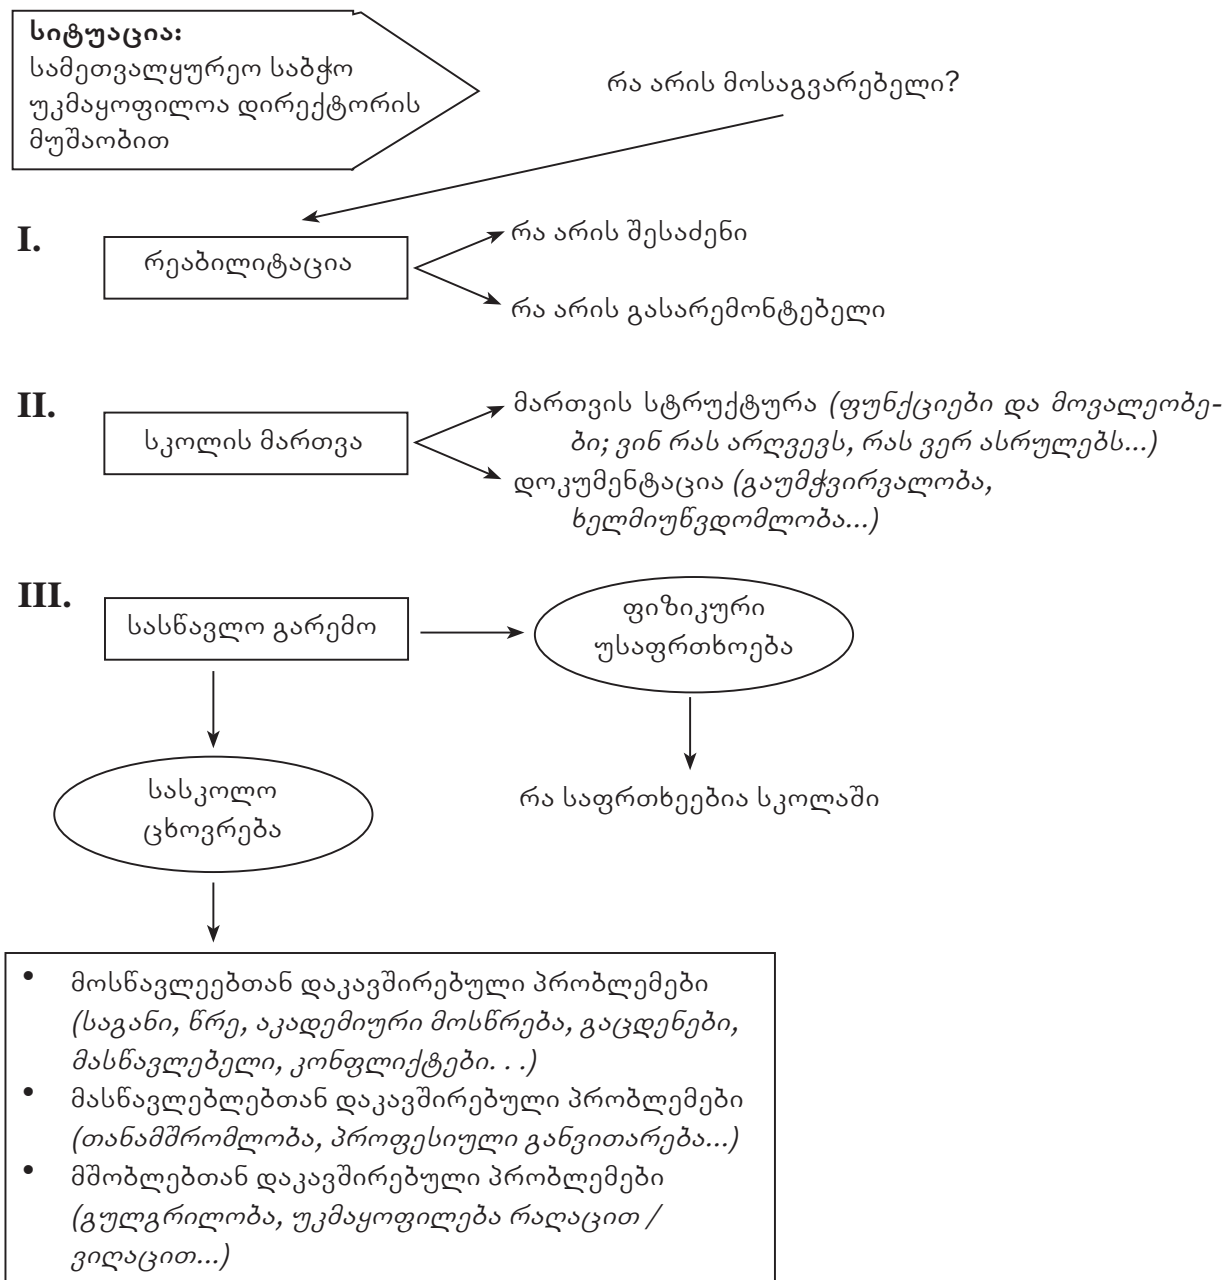 სიტუაცია:
სამეთვალყურეო საბჭო
უკმაყოფილოა დირექტორის
მუშაობით
რა არის მოსაგვარებელი?
I.
რეაბილიტაცია
რა არის შესაძენი
რა არის გასარემონტებელი
II.
სკოლის მართვა
მართვის სტრუქტურა (ფუნქციები და მოვალეობე-
ბი; ვინ რას არღვევს, რას ვერ ასრულებს...)
დოკუმენტაცია (გაუმჭვირვალობა,
ხელმიუწვდომლობა...)
III.
სასწავლო გარემო
ფიზიკური
უსაფრთხოება
სასკოლო
ცხოვრება
რა საფრთხეებია სკოლაში
• მოსწავლეებთან დაკავშირებული პრობლემები
(საგანი, წრე, აკადემიური მოსწრება, გაცდენები,
მასწავლებელი, კონფლიქტები. . .)
• მასწავლებლებთან დაკავშირებული პრობლემები
(თანამშრომლობა, პროფესიული განვითარება...)
• მშობლებთან დაკავშირებული პრობლემები
(გულგრილობა, უკმაყოფილება რაღაცით /
ვიღაცით...)